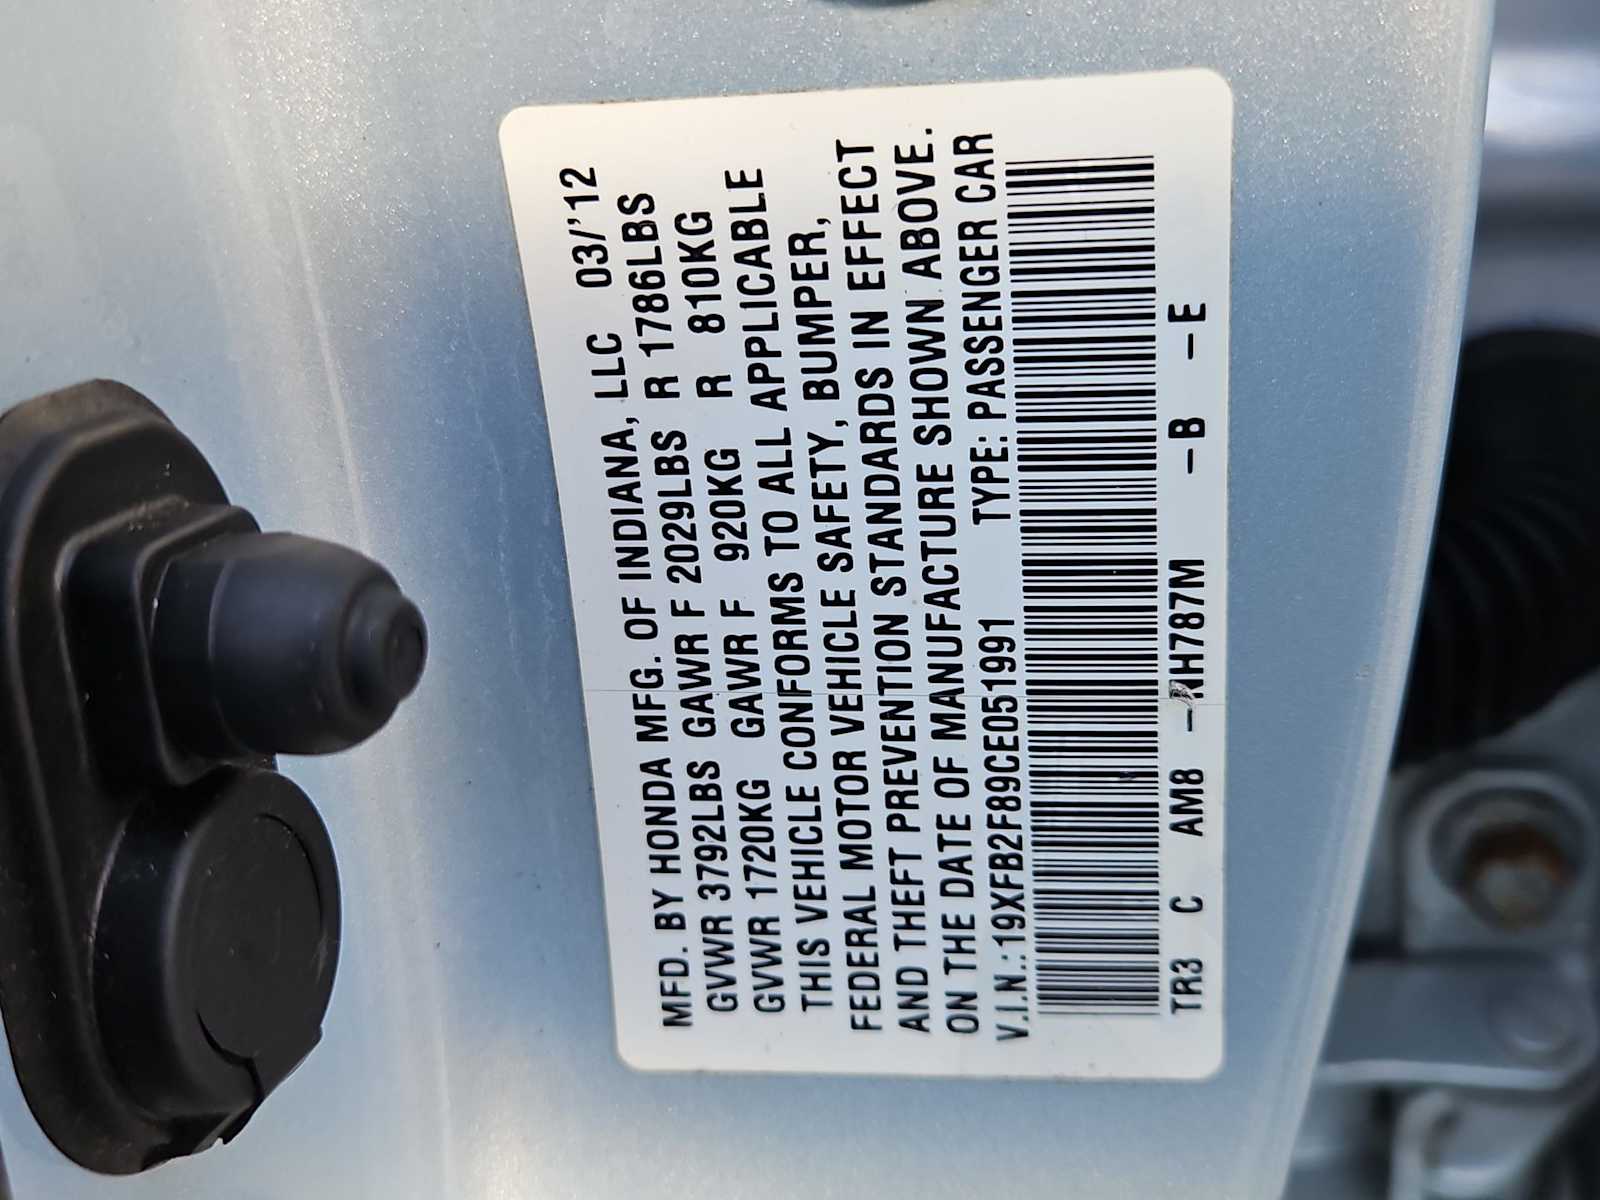 MFD. BY HONDA MFG. OF INDIANA, LLC 03/'12
GVWR 3792LBS GAWR F 2029LBS R 1786LBS
GVWR 1720KG GAWR F 920KG R 810KG
THIS VEHICLE CONFORMS TO ALL APPLICABLE
FEDERAL MOTOR VEHICLE SAFETY, BUMPER,
AND THEFT PREVENTION STANDARDS IN EFFECT
ON THE DATE OF MANUFACTURE SHOWN ABOVE.
V.I.N.: 19XFB2F89CE051991 TYPE: PASSENGER CAR
TR3 C AM8 -NH787M -B -E